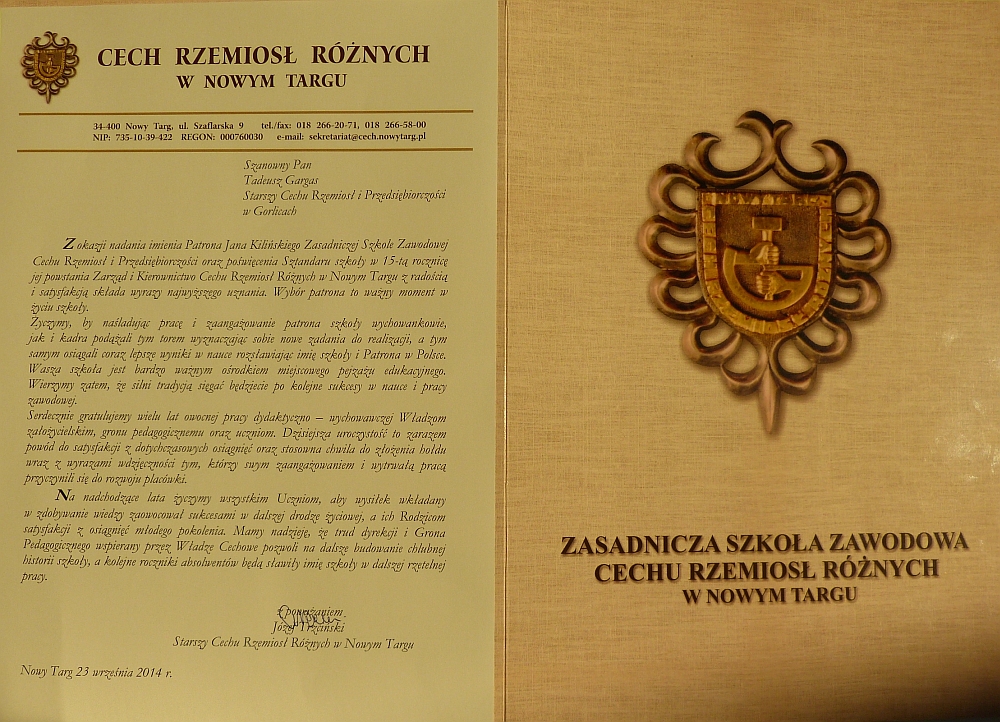 CECH RZEMIOSŁ RÓŻNYCH
W NOWYM TARGU
34-400 Nowy Targ, ul. Szaflarska 9 tel./fax: 018 266-20-71, 018 266-58-00
NIP: 735-10-39-422 REGON: 000760030 e-mail: sekretariat@cech.nowytarg.pl
Szanowny Pan
Tadeusz Gargas
Starszy Cechu Rzemiosł i Przedsiębiorczości
w Gorlicach
Z okazji nadania imienia Patrona Jana Kilińskiego Zasadniczej Szkole Zawodowej
Cechu Rzemiosł i Przedsiębiorczości oraz poświęcenia Sztandaru szkoły w 15-tą rocznicę
jej powstania Zarząd i Kierownictwo Cechu Rzemiosł Różnych w Nowym Targu z radością
i satysfakcją składa wyrazy najwyższego uznania. Wybór patrona to ważny moment w
życiu szkoły.
Życzymy, by naśladując pracę i zaangażowanie patrona szkoły wychowankowie,
jak i kadra podążali tym torem wyznaczając sobie nowe zadania do realizacji, a tym
samym osiągali coraz lepsze wyniki w nauce rozsławiając imię szkoły i Patrona w Polsce.
Wasza szkoła jest bardzo ważnym ośrodkiem miejscowego pejzażu edukacyjnego.
Wierzymy zatem, że silni tradycją sięgać będziecie po kolejne sukcesy w nauce i pracy
zawodowej.
Serdecznie gratulujemy wielu lat owocnej pracy dydaktyczno – wychowawczej Władzom
założycielskim, gronu pedagogicznemu oraz uczniom. Dzisiejsza uroczystość to zarazem
powód do satysfakcji z dotychczasowych osiągnięć oraz stosowna chwila do złożenia hołdu
wraz z wyrazami wdzięczności tym, którzy swym zaangażowaniem i wytrwałą pracą
przyczynili się do rozwoju placówki.
Na nadchodzące lata życzymy wszystkim Uczniom, aby wysiłek wkładany
w zdobywanie wiedzy zaowocował sukcesami w dalszej drodze życiowej, a ich Rodzicom
satysfakcji z osiągnięć młodego pokolenia. Mamy nadzieję, że trud dyrekcji i Grona
Pedagogicznego wspierany przez Władze Cechowe pozwoli na dalsze budowanie chlubnej
historii szkoły, a kolejne roczniki absolwentów będą sławiły imię szkoły w dalszej rzetelnej
pracy.
Z poważaniem
Józef Trzciński
Starszy Cechu Rzemiosł Różnych w Nowym Targu
Nowy Targ 23 września 2014 r.
NOWY TARG
ZASADNICZA SZKOŁA ZAWODOWA
CECHU RZEMIOSŁ RÓŻNYCH
W NOWYM TARGU